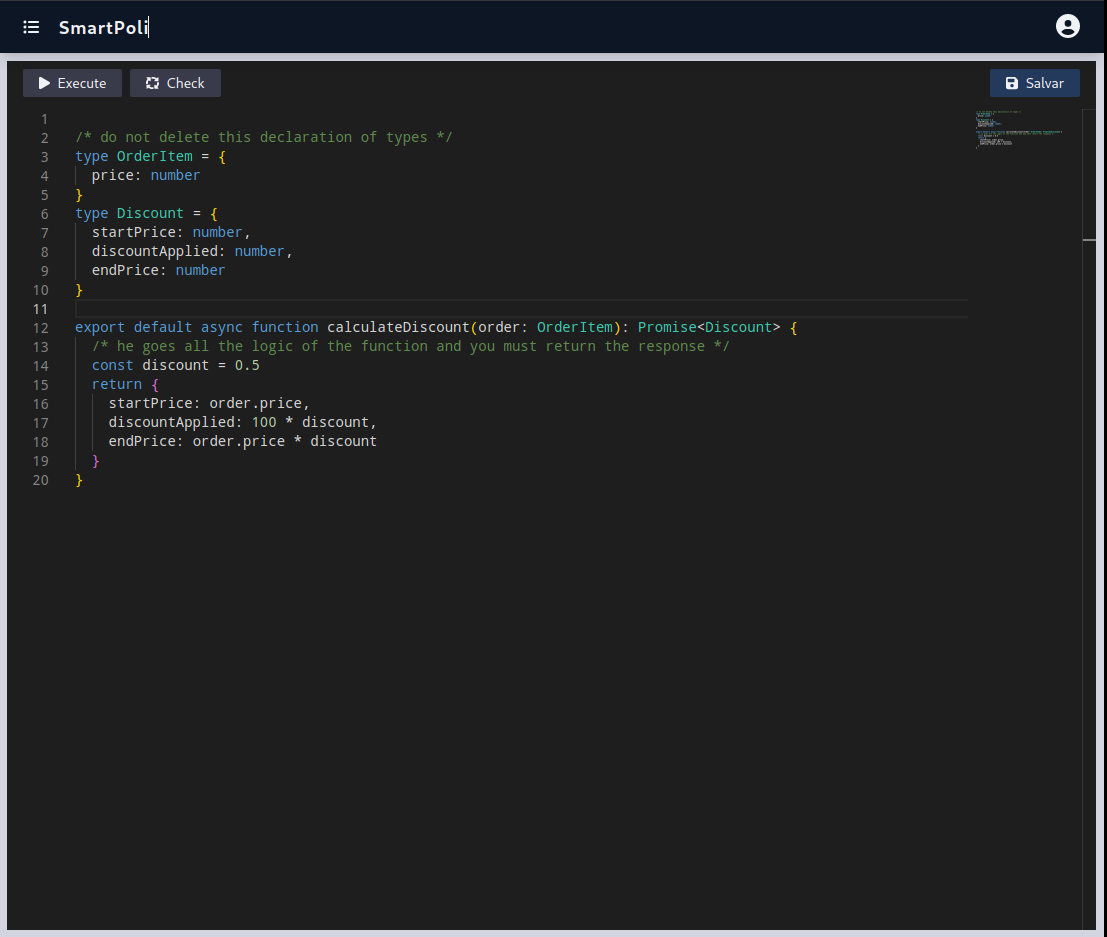 SmartPoli
Execute Check Salvar
1
2 /* do not delete this declaration of types */
3 type OrderItem = {
4 price: number
5 }
6 type Discount = {
7 startPrice: number,
8 discountApplied: number,
9 endPrice: number
10 }
11
12 export default async function calculateDiscount(order: OrderItem): Promise<Discount> {
13 /* he goes all the logic of the function and you must return the response */
14 const discount = 0.5
15 return {
16 startPrice: order.price,
17 discountApplied: 100 * discount,
18 endPrice: order.price * discount
19 }
20 }